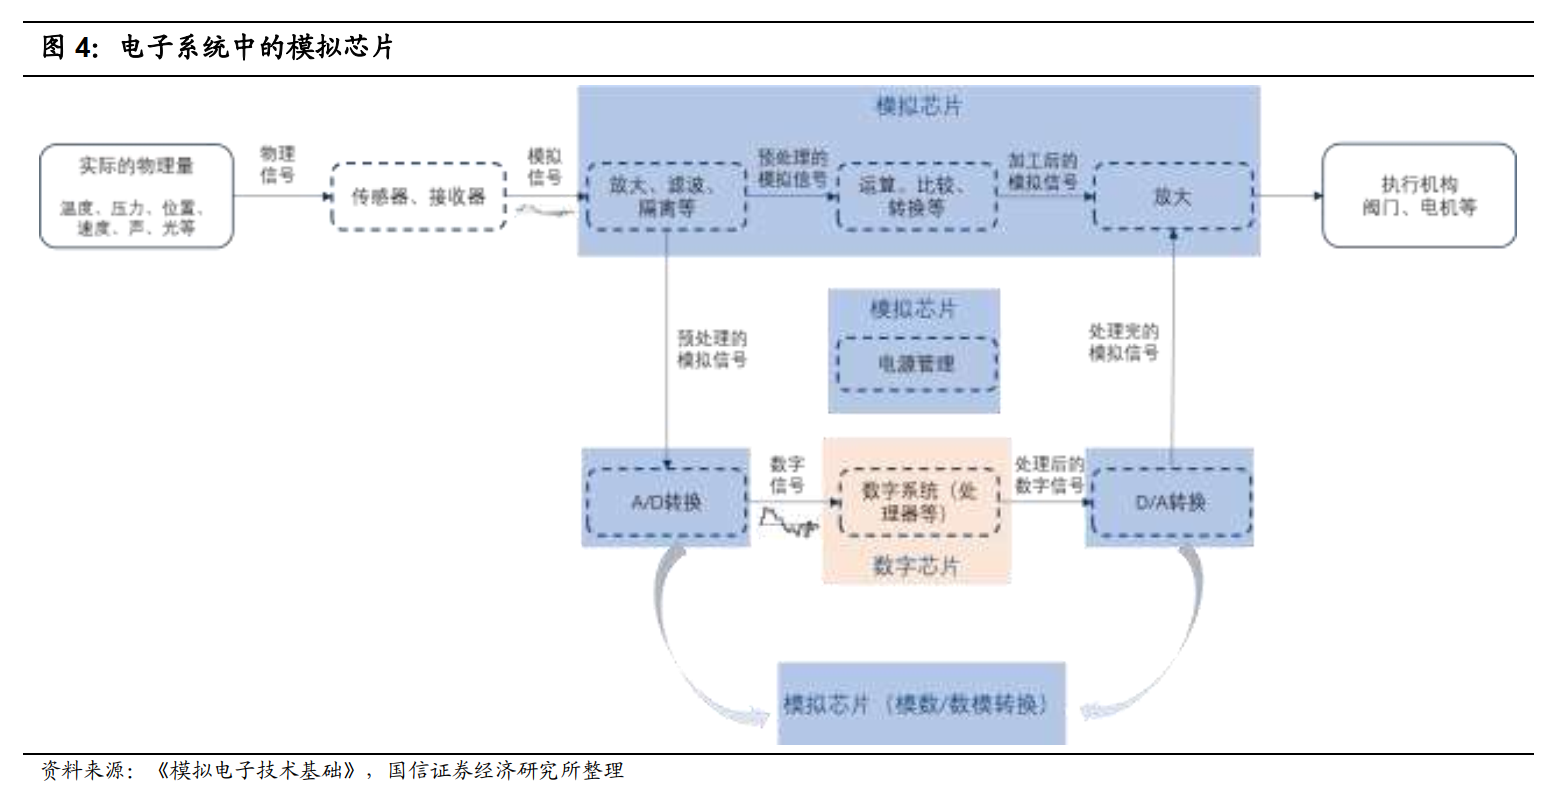 图 4：电子系统中的模拟芯片
模拟芯片
实际的物理量
温度、压力、位置、
速度、声、光等
物理
信号
传感器、接收器
模拟
信号
放大、滤波、
隔离等
预处理的
模拟信号
运算、比较、
转换等
加工后的
模拟信号
放大
执行机构
阀门、电机等
预处理的
模拟信号
模拟芯片
电源管理
处理完的
模拟信号
A/D转换
数字
信号
数字系统（处
理器等）
数字芯片
处理后的
数字信号
D/A转换
模拟芯片（模数/数模转换）
资料来源：《模拟电子技术基础》，国信证券经济研究所整理